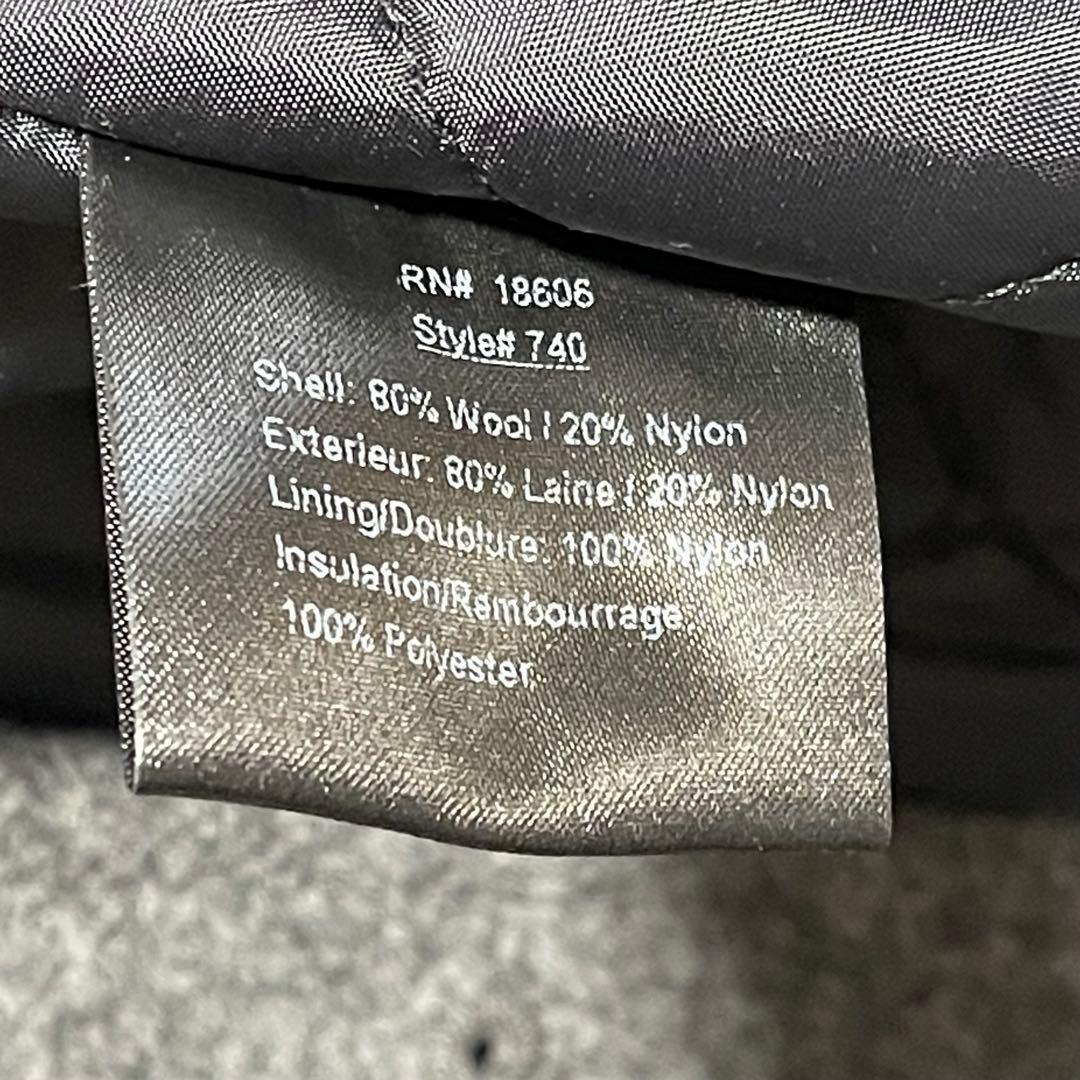 RN# 18606
Style# 740
Shell: 80% Wool / 20% Nylon
Exterieur: 80% Laine / 20% Nylon
Lining/Doublure: 100% Nylon
Insulation/Rembourrage
100% Polyester